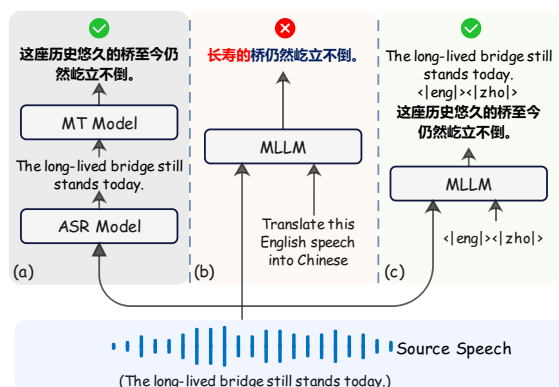 这座历史悠久的桥至今仍
然屹立不倒。
MT Model
The long-lived bridge still
stands today.
ASR Model
(a)
长寿的桥仍然屹立不倒。
MLLM
Translate this
English speech
into Chinese
(b)
The long-lived bridge still
stands today.
<|eng|><|zho|>
这座历史悠久的桥至今
仍然屹立不倒。
MLLM
<|eng|><|zho|>
(c)
Source Speech
(The long-lived bridge still stands today.)